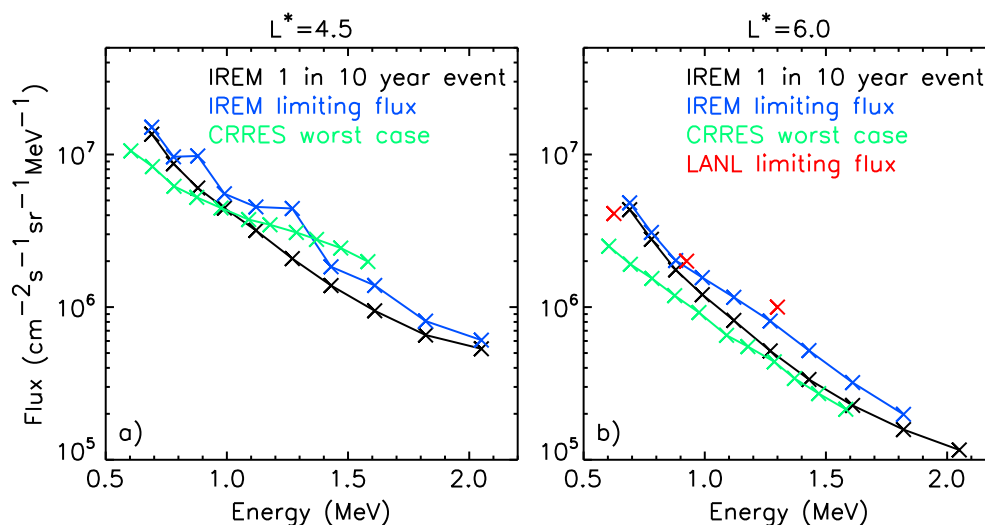 L*=4.5
IREM 1 in 10 year event
IREM limiting flux
CRRES worst case
a)
Flux (cm⁻²s⁻¹sr⁻¹MeV⁻¹)
10⁷
10⁶
10⁵
0.5 1.0 1.5 2.0
Energy (MeV)
L*=6.0
IREM 1 in 10 year event
IREM limiting flux
CRRES worst case
LANL limiting flux
b)
10⁷
10⁶
10⁵
0.5 1.0 1.5 2.0
Energy (MeV)